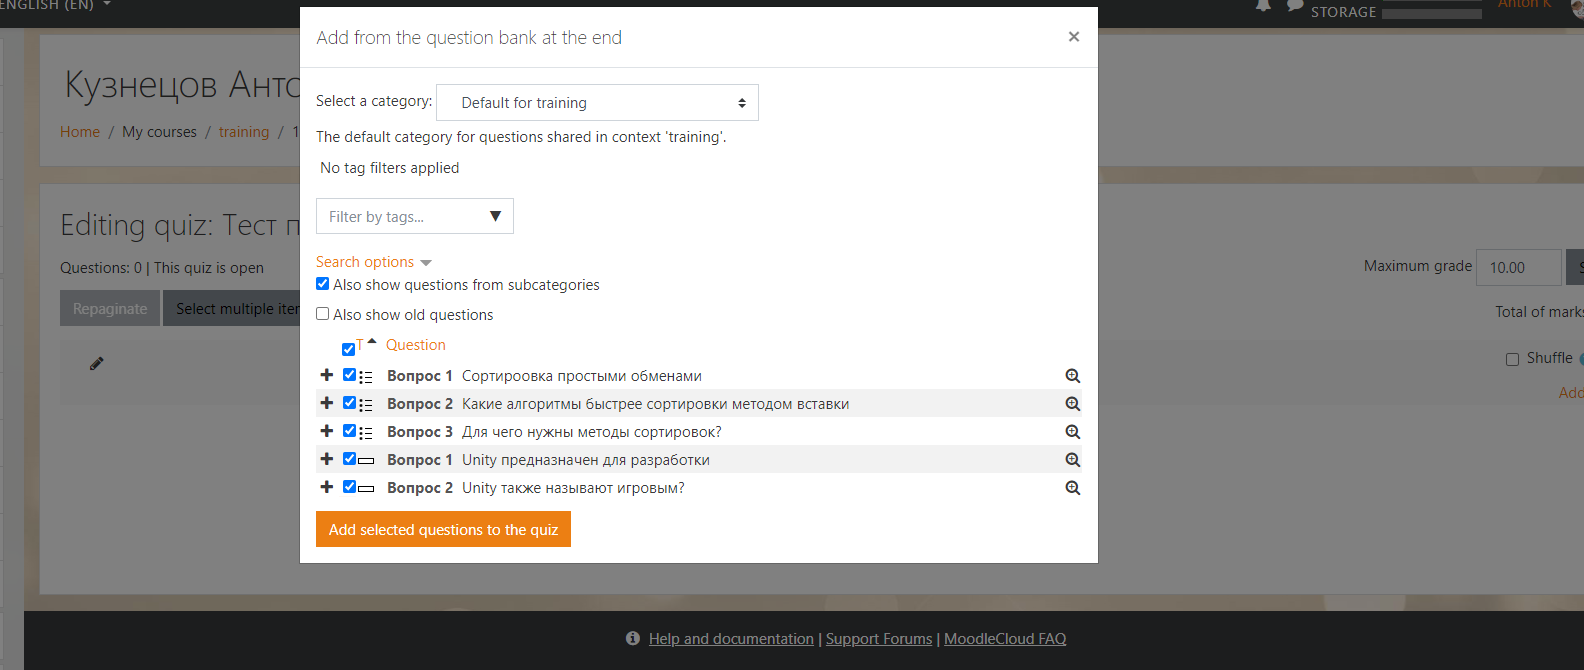 ENGLISH (EN)
STORAGE
Anton K
Add from the question bank at the end
×
Кузнецов Анто
Home / My courses / training / 1
Select a category: Default for training
The default category for questions shared in context 'training'.
No tag filters applied
Filter by tags... ▼
Editing quiz: Тест п
Questions: 0 | This quiz is open
Maximum grade 10.00 S
Repaginate
Select multiple iter
Total of marks
Search options
Also show questions from subcategories
Also show old questions
T Question
Shuffle
Add
Вопрос 1 Сортироовка простыми обменами
Вопрос 2 Какие алгоритмы быстрее сортировки методом вставки
Вопрос 3 Для чего нужны методы сортировок?
Вопрос 1 Unity предназначен для разработки
Вопрос 2 Unity также называют игровым?
Add selected questions to the quiz
Help and documentation | Support Forums | MoodleCloud FAQ